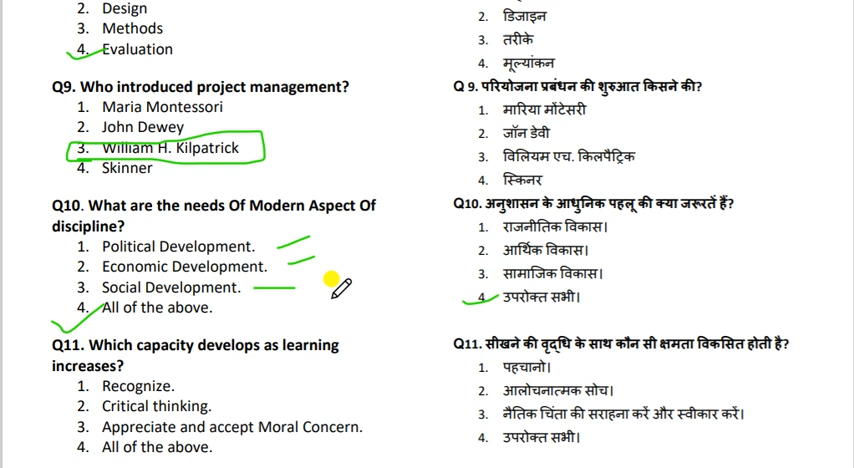 2. Design
3. Methods
4. Evaluation
Q9. Who introduced project management?
1. Maria Montessori
2. John Dewey
3. William H. Kilpatrick
4. Skinner
Q10. What are the needs Of Modern Aspect Of
discipline?
1. Political Development.
2. Economic Development.
3. Social Development.
4. All of the above.
Q11. Which capacity develops as learning
increases?
1. Recognize.
2. Critical thinking.
3. Appreciate and accept Moral Concern.
4. All of the above.
2. डिजाइन
3. तरीके
4. मूल्यांकन
Q 9. परियोजना प्रबंधन की शुरुआत किसने की?
1. मारिया मोंटेसरी
2. जॉन डेवी
3. विलियम एच. किलपैट्रिक
4. स्किनर
Q10. अनुशासन के आधुनिक पहलू की क्या जरूरतें हैं?
1. राजनीतिक विकास।
2. आर्थिक विकास।
3. सामाजिक विकास।
4. उपरोक्त सभी।
Q11. सीखने की वृद्धि के साथ कौन सी क्षमता विकसित होती है?
1. पहचानो।
2. आलोचनात्मक सोच।
3. नैतिक चिंता की सराहना करें और स्वीकार करें।
4. उपरोक्त सभी।